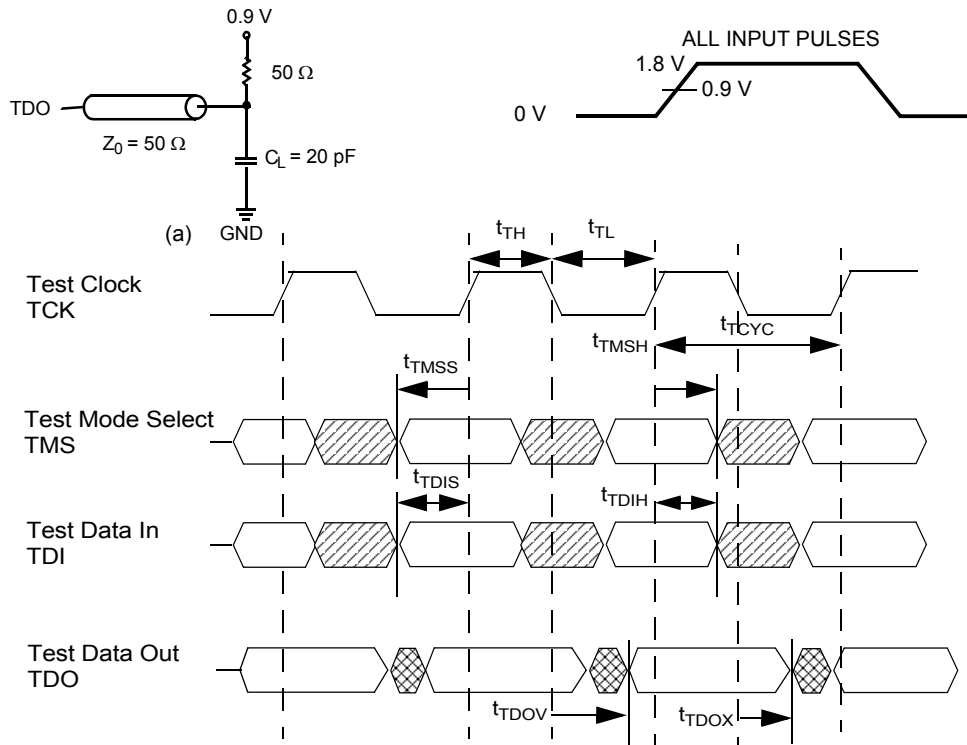 0.9 V
50 Ω
TDO
Z0 = 50 Ω
CL = 20 pF
(a) GND
ALL INPUT PULSES
1.8 V
0.9 V
0 V
tTH
tTL
Test Clock
TCK
tTCYC
tTMSH
tTMSS
Test Mode Select
TMS
tTDIS
tTDIH
Test Data In
TDI
Test Data Out
TDO
tTDOV
tTDOX